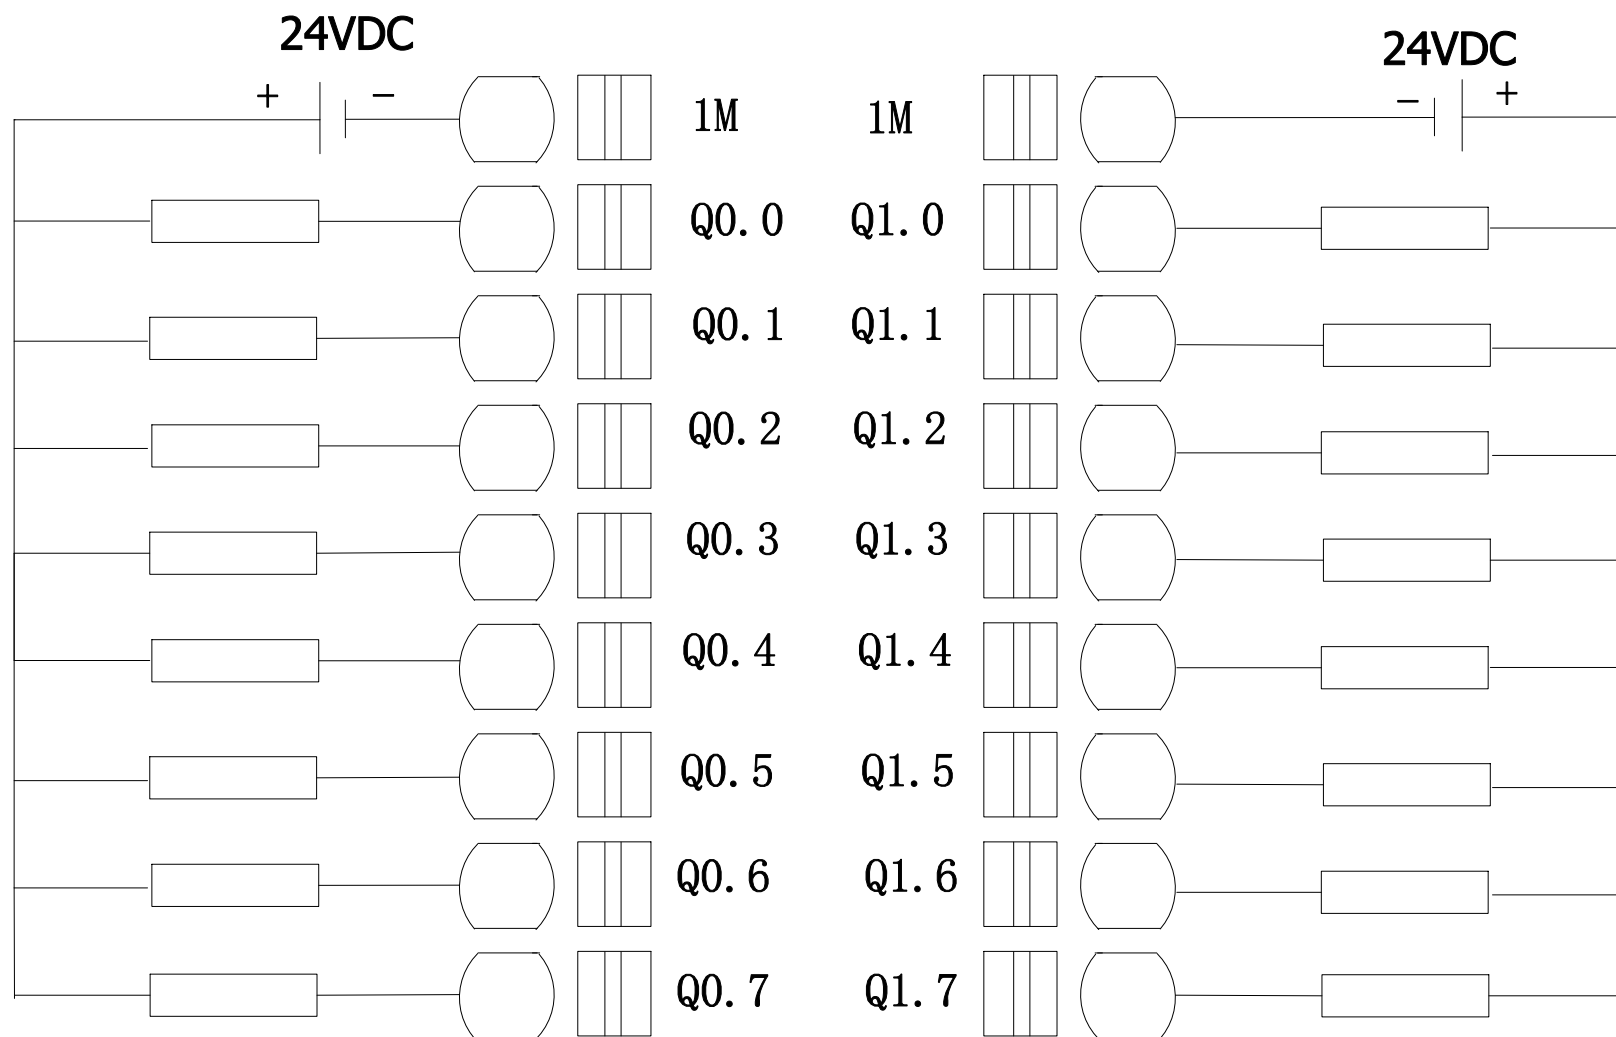 24VDC
24VDC
+ -
- +
1M 1M
Q0.0 Q1.0
Q0.1 Q1.1
Q0.2 Q1.2
Q0.3 Q1.3
Q0.4 Q1.4
Q0.5 Q1.5
Q0.6 Q1.6
Q0.7 Q1.7